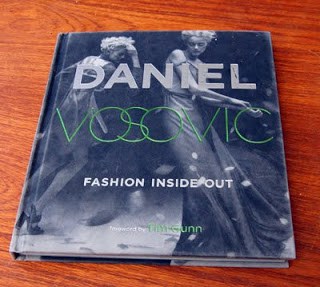 DANIEL
VOSOVIC
FASHION INSIDE OUT
Foreword by Tim Gunn